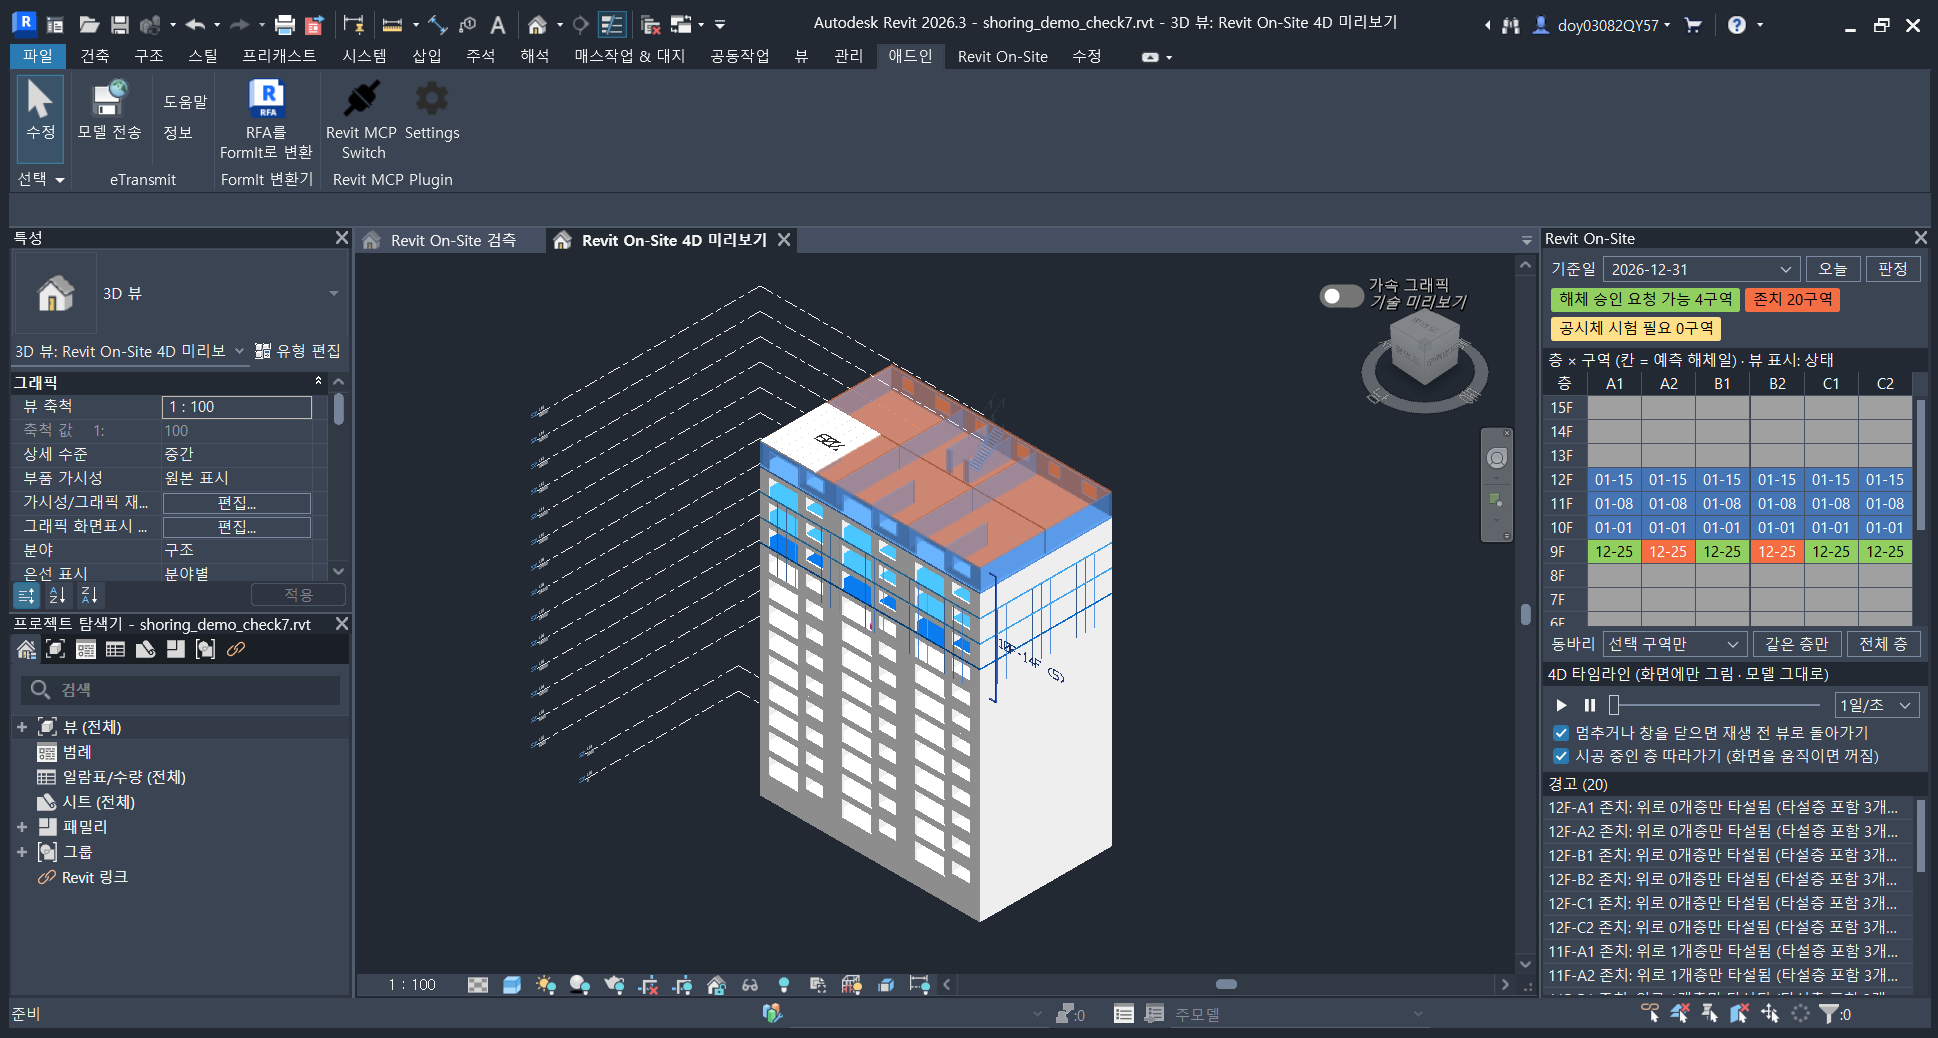 Autodesk Revit 2026.3 - shoring_demo_check7.rvt - 3D 뷰: Revit On-Site 4D 미리보기
doy03082QY57
파일 건축 구조 스틸 프리캐스트 시스템 삽입 주석 해석 매스작업 & 대지 공동작업 뷰 관리 애드인 Revit On-Site 수정
수정
모델 전송
도움말
정보
RFA를
FormIt로 변환
Revit MCP
Switch
Settings
선택
eTransmit
FormIt 변환기
Revit MCP Plugin
특성
3D 뷰
3D 뷰: Revit On-Site 4D 미리보
유형 편집
그래픽
뷰 축척 1 : 100
축척 값 1: 100
상세 수준 중간
부품 가시성 원본 표시
가시성/그래픽 재... 편집...
그래픽 화면표시 ... 편집...
분야 구조
은선 표시 분야별
적용
프로젝트 탐색기 - shoring_demo_check7.rvt
검색
뷰 (전체)
범례
일람표/수량 (전체)
시트 (전체)
패밀리
그룹
Revit 링크
Revit On-Site 검측
Revit On-Site 4D 미리보기
가속 그래픽
기술 미리보기
1 : 100
Revit On-Site
기준일 2026-12-31 오늘 판정
해체 승인 요청 가능 4구역 존치 20구역
공시체 시험 필요 0구역
층 × 구역 (칸 = 예측 해체일) · 뷰 표시: 상태
층 A1 A2 B1 B2 C1 C2
15F
14F
13F
12F 01-15 01-15 01-15 01-15 01-15 01-15
11F 01-08 01-08 01-08 01-08 01-08 01-08
10F 01-01 01-01 01-01 01-01 01-01 01-01
9F 12-25 12-25 12-25 12-25 12-25 12-25
8F
7F
6F
동바리 선택 구역만 같은 층만 전체 층
4D 타임라인 (화면에만 그림 · 모델 그대로)
1일/초
멈추거나 창을 닫으면 재생 전 뷰로 돌아가기
시공 중인 층 따라가기 (화면을 움직이면 꺼짐)
경고 (20)
12F-A1 존치: 위로 0개층만 타설됨 (타설층 포함 3개...
12F-A2 존치: 위로 0개층만 타설됨 (타설층 포함 3개...
12F-B1 존치: 위로 0개층만 타설됨 (타설층 포함 3개...
12F-B2 존치: 위로 0개층만 타설됨 (타설층 포함 3개...
12F-C1 존치: 위로 0개층만 타설됨 (타설층 포함 3개...
12F-C2 존치: 위로 0개층만 타설됨 (타설층 포함 3개...
11F-A1 존치: 위로 1개층만 타설됨 (타설층 포함 3개...
11F-A2 존치: 위로 1개층만 타설됨 (타설층 포함 3개...
준비
:0
주모델
:0